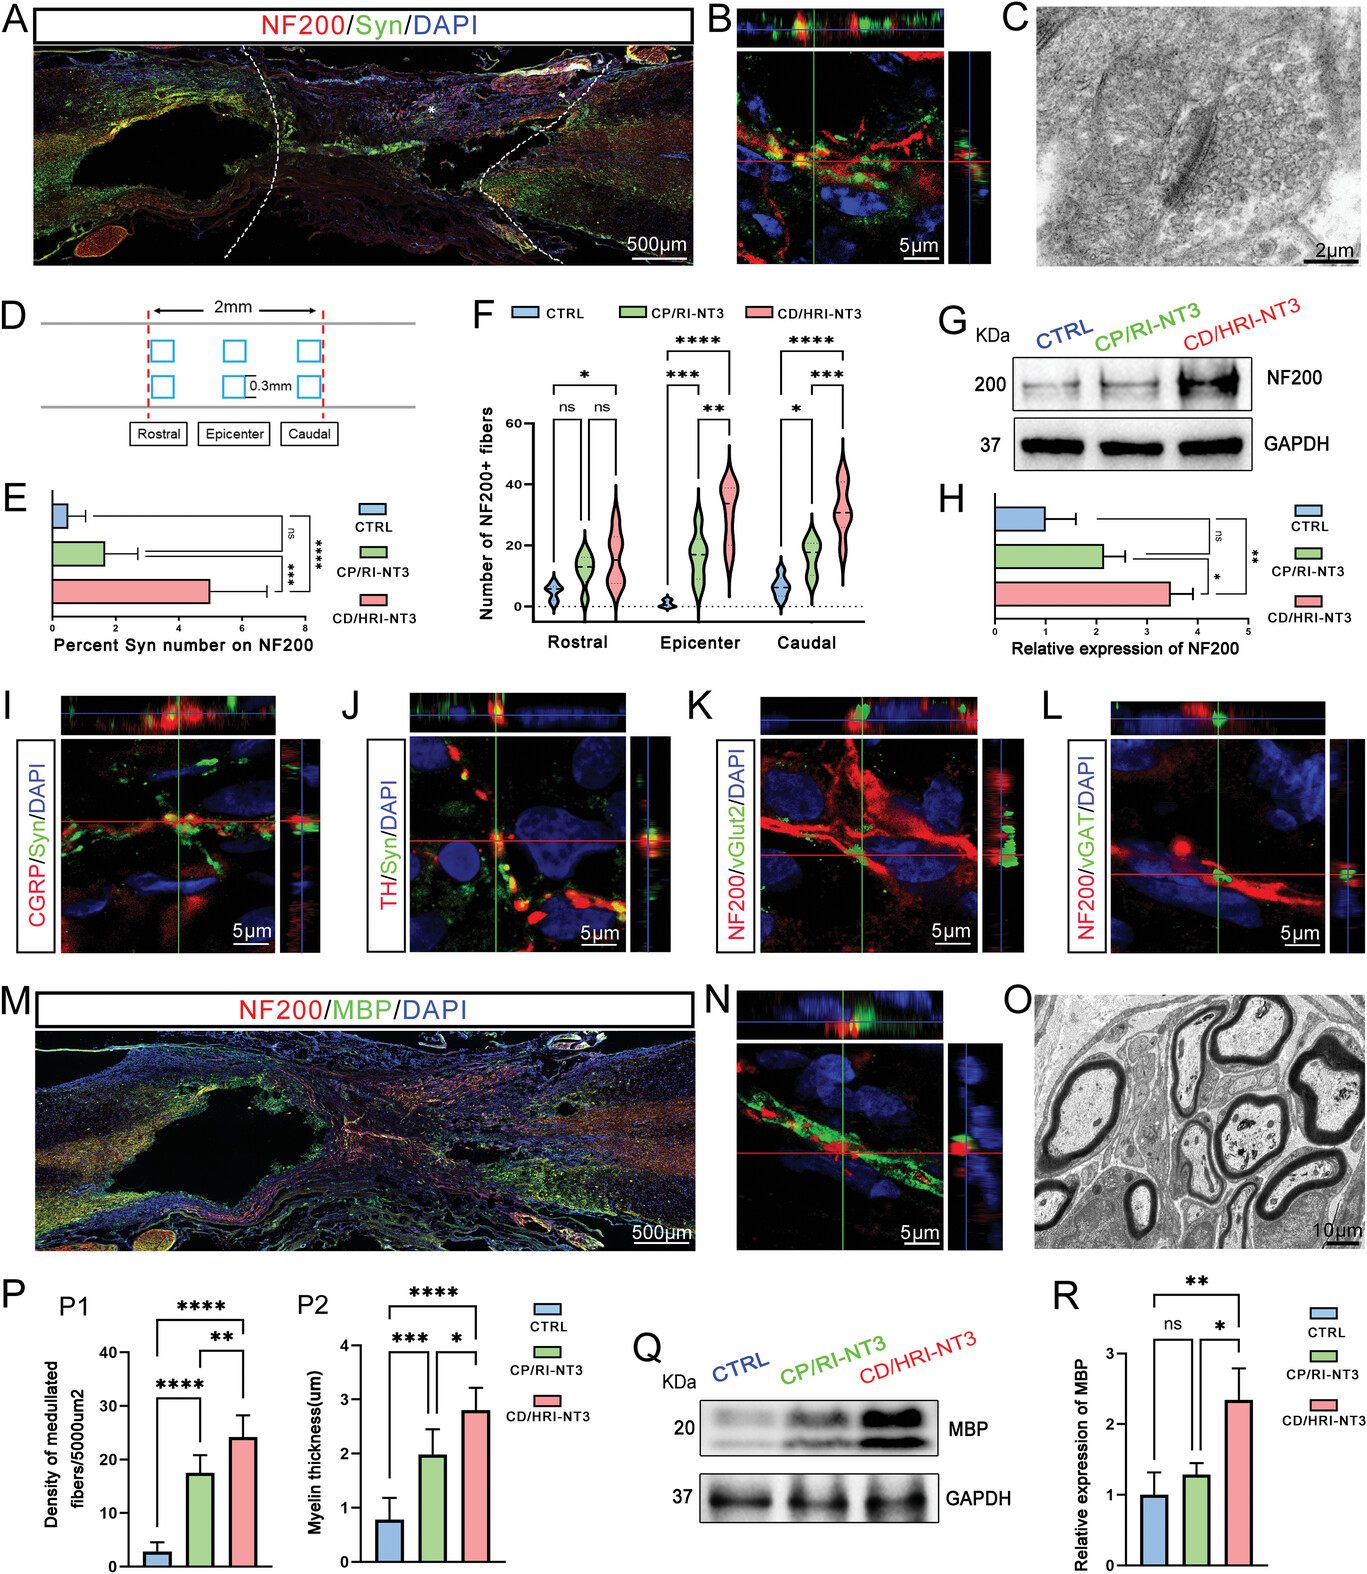 A
NF200/Syn/DAPI
500μm
B
5μm
C
2μm
D
2mm
0.3mm
Rostral
Epicenter
Caudal
E
ns
***
****
0
2
4
6
8
Percent Syn number on NF200
CTRL
CP/RI-NT3
CD/HRI-NT3
F
CTRL
CP/RI-NT3
CD/HRI-NT3
Number of NF200+ fibers
60
40
20
0
*
ns
ns
****
***
**
****
***
*
Rostral
Epicenter
Caudal
G
KDa
CTRL
CP/RI-NT3
CD/HRI-NT3
200
NF200
37
GAPDH
H
ns
*
**
0
1
2
3
4
5
Relative expression of NF200
CTRL
CP/RI-NT3
CD/HRI-NT3
I
CGRP/Syn/DAPI
5μm
J
TH/Syn/DAPI
5μm
K
NF200/vGlut2/DAPI
5μm
L
NF200/vGAT/DAPI
5μm
M
NF200/MBP/DAPI
500μm
N
5μm
O
10μm
P
P1
Density of medullated
fibers/5000um2
40
30
20
10
0
****
**
****
P2
Myelin thickness(um)
4
3
2
1
0
****
***
*
CTRL
CP/RI-NT3
CD/HRI-NT3
Q
KDa
CTRL
CP/RI-NT3
CD/HRI-NT3
20
MBP
37
GAPDH
R
Relative expression of MBP
3
2
1
0
**
ns
*
CTRL
CP/RI-NT3
CD/HRI-NT3